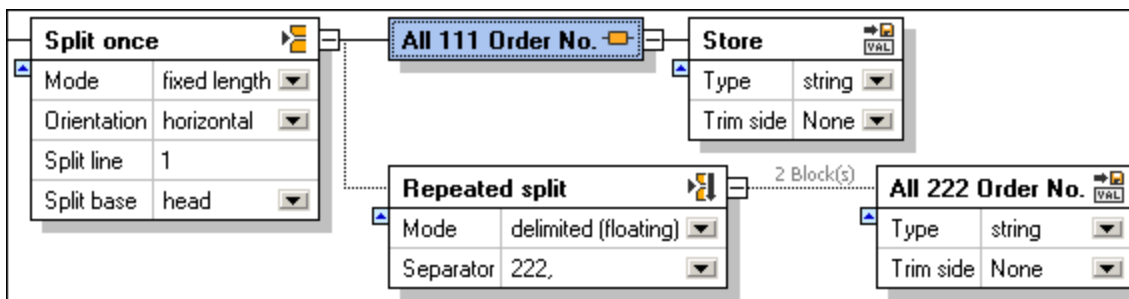 Split once
Mode fixed length
Orientation horizontal
Split line 1
Split base head
All 111 Order No.
Store
VAL
Type string
Trim side None
Repeated split
Mode delimited (floating)
Separator 222,
2 Block(s)
All 222 Order No.
VAL
Type string
Trim side None